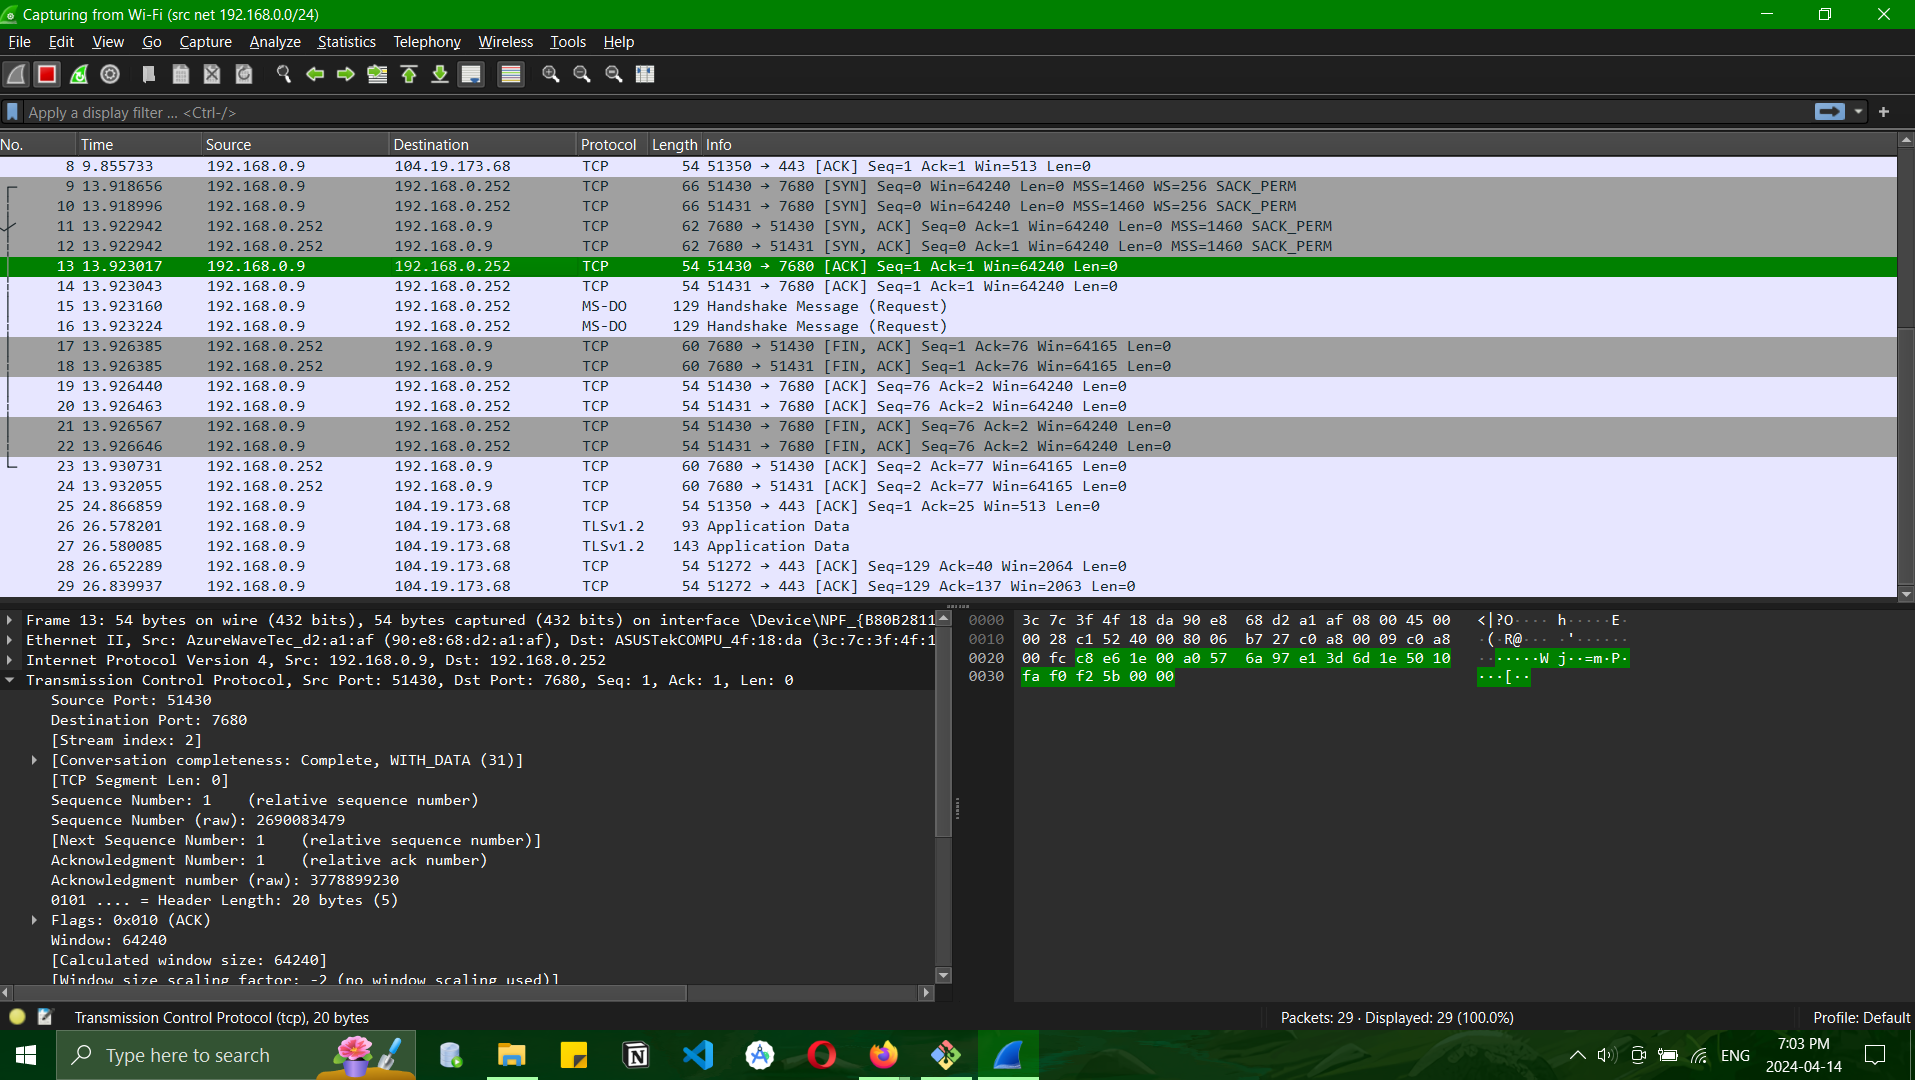 Capturing from Wi-Fi (src net 192.168.0.0/24)
File Edit View Go Capture Analyze Statistics Telephony Wireless Tools Help
Apply a display filter ... <Ctrl-/>
No. Time Source Destination Protocol Length Info
8 9.855733 192.168.0.9 104.19.173.68 TCP 54 51350 → 443 [ACK] Seq=1 Ack=1 Win=513 Len=0
9 13.918656 192.168.0.9 192.168.0.252 TCP 66 51430 → 7680 [SYN] Seq=0 Win=64240 Len=0 MSS=1460 WS=256 SACK_PERM
10 13.918996 192.168.0.9 192.168.0.252 TCP 66 51431 → 7680 [SYN] Seq=0 Win=64240 Len=0 MSS=1460 WS=256 SACK_PERM
11 13.922942 192.168.0.252 192.168.0.9 TCP 62 7680 → 51430 [SYN, ACK] Seq=0 Ack=1 Win=64240 Len=0 MSS=1460 SACK_PERM
12 13.922942 192.168.0.252 192.168.0.9 TCP 62 7680 → 51431 [SYN, ACK] Seq=0 Ack=1 Win=64240 Len=0 MSS=1460 SACK_PERM
13 13.923017 192.168.0.9 192.168.0.252 TCP 54 51430 → 7680 [ACK] Seq=1 Ack=1 Win=64240 Len=0
14 13.923043 192.168.0.9 192.168.0.252 TCP 54 51431 → 7680 [ACK] Seq=1 Ack=1 Win=64240 Len=0
15 13.923160 192.168.0.9 192.168.0.252 MS-DO 129 Handshake Message (Request)
16 13.923224 192.168.0.9 192.168.0.252 MS-DO 129 Handshake Message (Request)
17 13.926385 192.168.0.252 192.168.0.9 TCP 60 7680 → 51430 [FIN, ACK] Seq=1 Ack=76 Win=64165 Len=0
18 13.926385 192.168.0.252 192.168.0.9 TCP 60 7680 → 51431 [FIN, ACK] Seq=1 Ack=76 Win=64165 Len=0
19 13.926440 192.168.0.9 192.168.0.252 TCP 54 51430 → 7680 [ACK] Seq=76 Ack=2 Win=64240 Len=0
20 13.926463 192.168.0.9 192.168.0.252 TCP 54 51431 → 7680 [ACK] Seq=76 Ack=2 Win=64240 Len=0
21 13.926567 192.168.0.9 192.168.0.252 TCP 54 51430 → 7680 [FIN, ACK] Seq=76 Ack=2 Win=64240 Len=0
22 13.926646 192.168.0.9 192.168.0.252 TCP 54 51431 → 7680 [FIN, ACK] Seq=76 Ack=2 Win=64240 Len=0
23 13.930731 192.168.0.252 192.168.0.9 TCP 60 7680 → 51430 [ACK] Seq=2 Ack=77 Win=64165 Len=0
24 13.932055 192.168.0.252 192.168.0.9 TCP 60 7680 → 51431 [ACK] Seq=2 Ack=77 Win=64165 Len=0
25 24.866859 192.168.0.9 104.19.173.68 TCP 54 51350 → 443 [ACK] Seq=1 Ack=25 Win=513 Len=0
26 26.578201 192.168.0.9 104.19.173.68 TLSv1.2 93 Application Data
27 26.580085 192.168.0.9 104.19.173.68 TLSv1.2 143 Application Data
28 26.652289 192.168.0.9 104.19.173.68 TCP 54 51272 → 443 [ACK] Seq=129 Ack=40 Win=2064 Len=0
29 26.839937 192.168.0.9 104.19.173.68 TCP 54 51272 → 443 [ACK] Seq=129 Ack=137 Win=2063 Len=0
Frame 13: 54 bytes on wire (432 bits), 54 bytes captured (432 bits) on interface \Device\NPF_{B80B2811
Ethernet II, Src: AzureWaveTec_d2:a1:af (90:e8:68:d2:a1:af), Dst: ASUSTekCOMPU_4f:18:da (3c:7c:3f:4f:1
Internet Protocol Version 4, Src: 192.168.0.9, Dst: 192.168.0.252
Transmission Control Protocol, Src Port: 51430, Dst Port: 7680, Seq: 1, Ack: 1, Len: 0
Source Port: 51430
Destination Port: 7680
[Stream index: 2]
[Conversation completeness: Complete, WITH_DATA (31)]
[TCP Segment Len: 0]
Sequence Number: 1 (relative sequence number)
Sequence Number (raw): 2690083479
[Next Sequence Number: 1 (relative sequence number)]
Acknowledgment Number: 1 (relative ack number)
Acknowledgment number (raw): 3778899230
0101 .... = Header Length: 20 bytes (5)
Flags: 0x010 (ACK)
Window: 64240
[Calculated window size: 64240]
[Window size scaling factor: -2 (no window scaling used)]
0000 3c 7c 3f 4f 18 da 90 e8 68 d2 a1 af 08 00 45 00 <|?O···· h·····E·
0010 00 28 c1 52 40 00 80 06 b7 27 c0 a8 00 09 c0 a8 ·(·R@··· ·'······
0020 00 fc c8 e6 1e 00 a0 57 6a 97 e1 3d 6d 1e 50 10 ·······W j··=m·P·
0030 fa f0 f2 5b 00 00 ···[··
Transmission Control Protocol (tcp), 20 bytes
Packets: 29 · Displayed: 29 (100.0%)
Profile: Default
Type here to search
ENG
7:03 PM
2024-04-14